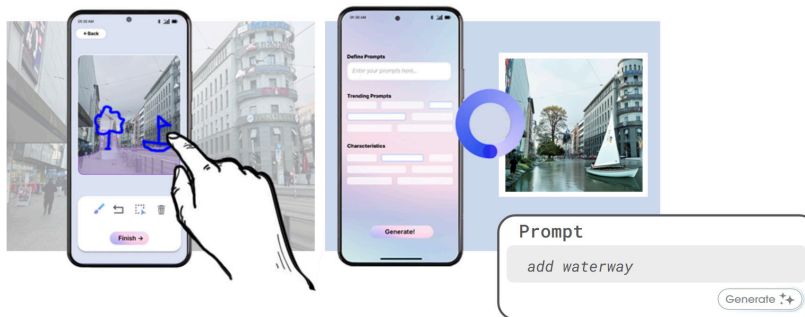 ← Back
Finish →
Define Prompts
Enter your prompts here...
Trending Prompts
Characteristics
Generate!
Prompt
add waterway
Generate